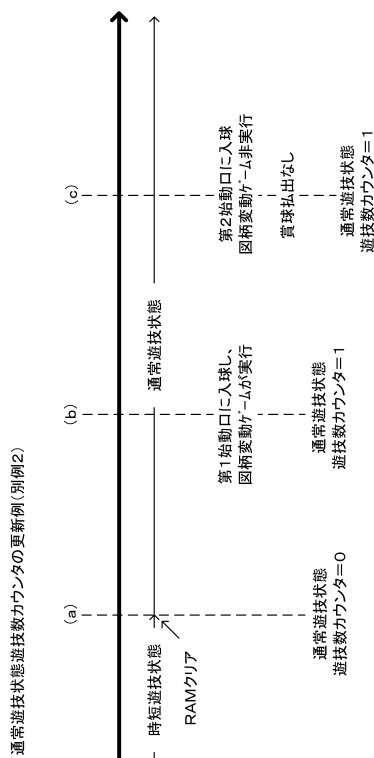 通常遊技状態遊技数カウンタの更新例(別例2)
(a)
(b)
(c)
時短遊技状態
通常遊技状態
RAMクリア
第1始動口に入球し、
図柄変動ゲームが実行
第2始動口に入球
図柄変動ゲーム非実行
賞球払出なし
通常遊技状態
遊技数カウンタ=0
通常遊技状態
遊技数カウンタ=1
通常遊技状態
遊技数カウンタ=1